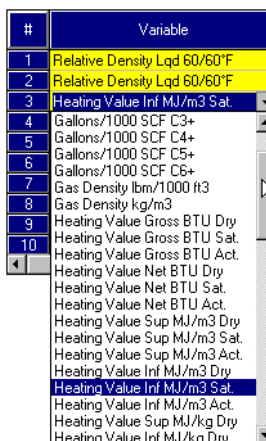 # Variable
1 Relative Density Lqd 60/60°F
2 Relative Density Lqd 60/60°F
3 Heating Value Inf MJ/m3 Sat.
4 Gallons/1000 SCF C3+
5 Gallons/1000 SCF C4+
6 Gallons/1000 SCF C5+
Gallons/1000 SCF C6+
7 Gas Density lbm/1000 ft3
8 Gas Density kg/m3
9 Heating Value Gross BTU Dry
10 Heating Value Gross BTU Sat.
Heating Value Gross BTU Act.
Heating Value Net BTU Dry
Heating Value Net BTU Sat.
Heating Value Net BTU Act.
Heating Value Sup MJ/m3 Dry
Heating Value Sup MJ/m3 Sat.
Heating Value Sup MJ/m3 Act.
Heating Value Inf MJ/m3 Dry
Heating Value Inf MJ/m3 Sat.
Heating Value Inf MJ/m3 Act.
Heating Value Sup MJ/kg Dry
Heating Value Inf MJ/kg Dry